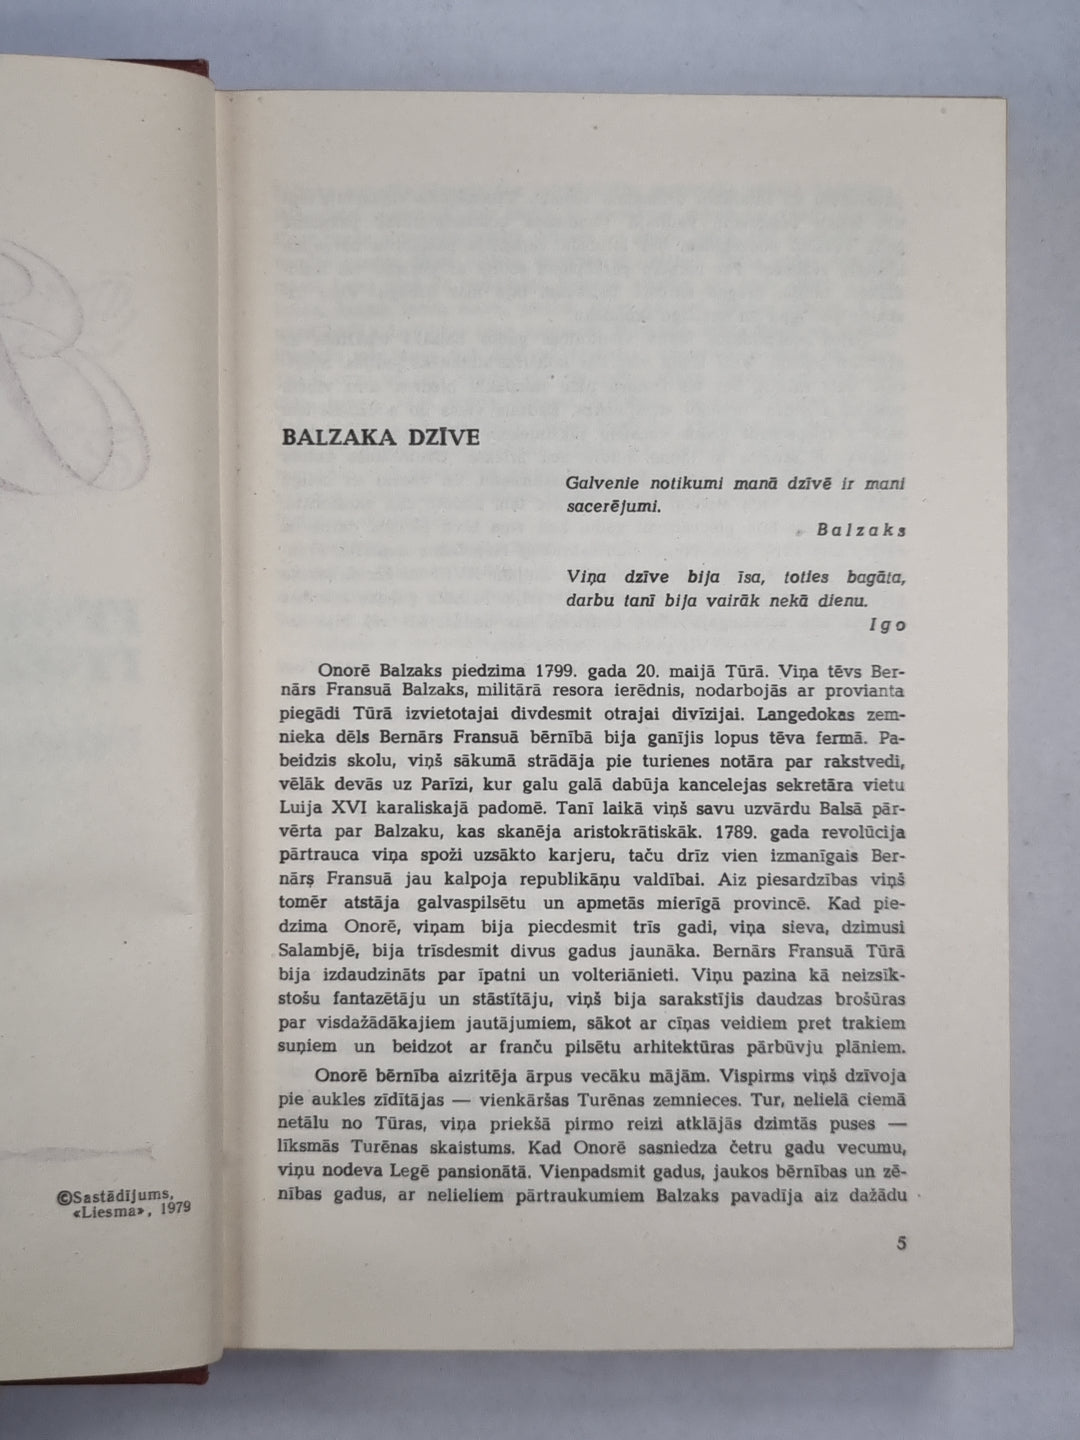 ©Sastādījums,
«Liesma», 1979
BALZAKA DZĪVE
Galvenie notikumi manā dzīvē ir mani
sacerējumi.
Balzaks
Viņa dzīve bija īsa, toties bagāta,
darbu tanī bija vairāk nekā dienu.
Igo
Onorē Balzaks piedzima 1799. gada 20. maijā Tūrā. Viņa tēvs Ber-
nārs Fransuā Balzaks, militārā resora ierēdnis, nodarbojās ar provianta
piegādi Tūrā izvietotajai divdesmit otrajai divīzijai. Langedokas zem-
nieka dēls Bernārs Fransuā bērnībā bija ganījis lopus tēva fermā. Pa-
beidzis skolu, viņš sākumā strādāja pie turienes notāra par rakstvedi,
vēlāk devās uz Parīzi, kur galu galā dabūja kancelejas sekretāra vietu
Luija XVI karaliskajā padomē. Tanī laikā viņš savu uzvārdu Balsā pār-
vērta par Balzaku, kas skanēja aristokrātiskāk. 1789. gada revolūcija
pārtrauca viņa spoži uzsākto karjeru, taču drīz vien izmanīgais Ber-
nārs Fransuā jau kalpoja republikāņu valdībai. Aiz piesardzības viņš
tomēr atstāja galvaspilsētu un apmetās mierīgā provincē. Kad pie-
dzima Onorē, viņam bija piecdesmit trīs gadi, viņa sieva, dzimusi
Salambjē, bija trīsdesmit divus gadus jaunāka. Bernārs Fransuā Tūrā
bija izdaudzināts par īpatni un volteriānieti. Viņu pazina kā neizsīk-
stošu fantazētāju un stāstītāju, viņš bija sarakstījis daudzas brošūras
par visdažādākajiem jautājumiem, sākot ar cīņas veidiem pret trakiem
suņiem un beidzot ar franču pilsētu arhitektūras pārbūvju plāniem.
Onorē bērnība aizritēja ārpus vecāku mājām. Vispirms viņš dzīvoja
pie aukles zīdītājas — vienkāršas Turēnas zemnieces. Tur, nelielā ciemā
netālu no Tūras, viņa priekšā pirmo reizi atklājās dzimtās puses —
līksmās Turēnas skaistums. Kad Onorē sasniedza četru gadu vecumu,
viņu nodeva Legē pansionātā. Vienpadsmit gadus, jaukos bērnības un zē-
nības gadus, ar nelieliem pārtraukumiem Balzaks pavadīja aiz dažādu
5